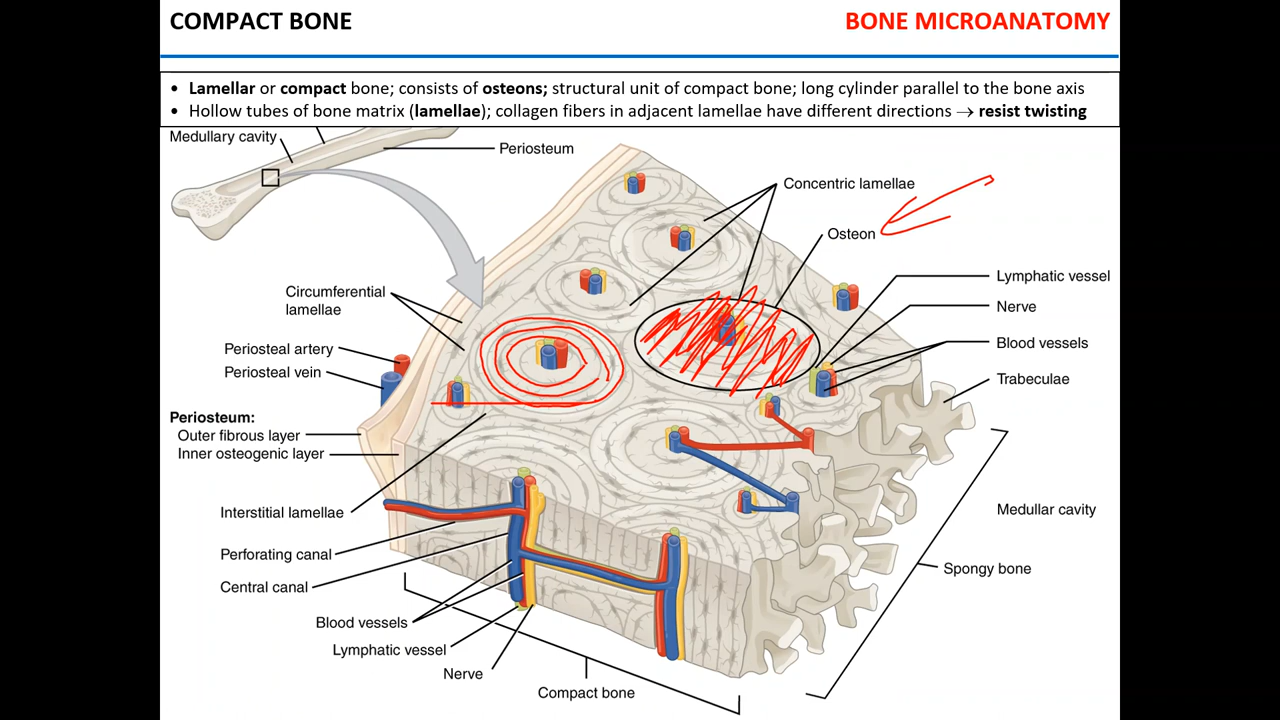 COMPACT BONE
BONE MICROANATOMY
• Lamellar or compact bone; consists of osteons; structural unit of compact bone; long cylinder parallel to the bone axis
• Hollow tubes of bone matrix (lamellae); collagen fibers in adjacent lamellae have different directions → resist twisting
Medullary cavity
Periosteum
Concentric lamellae
Osteon
Lymphatic vessel
Nerve
Blood vessels
Trabeculae
Circumferential
lamellae
Periosteal artery
Periosteal vein
Periosteum:
Outer fibrous layer
Inner osteogenic layer
Interstitial lamellae
Perforating canal
Central canal
Blood vessels
Lymphatic vessel
Nerve
Compact bone
Medullar cavity
Spongy bone